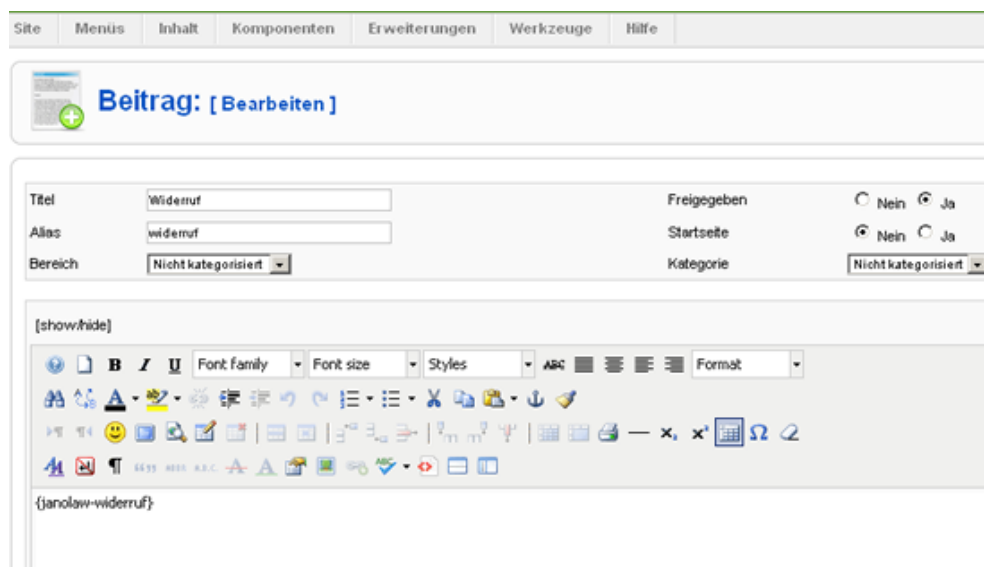 Site Menüs Inhalt Komponenten Erweiterungen Werkzeuge Hilfe
Beitrag: [ Bearbeiten ]
Titel Widerruf Freigegeben Nein Ja
Alias widerruf Startseite Nein Ja
Bereich Nicht kategorisiert Kategorie Nicht kategorisiert
[show/hide]
B I U Font family Font size Styles ABC Format
{janolaw-widerruf}